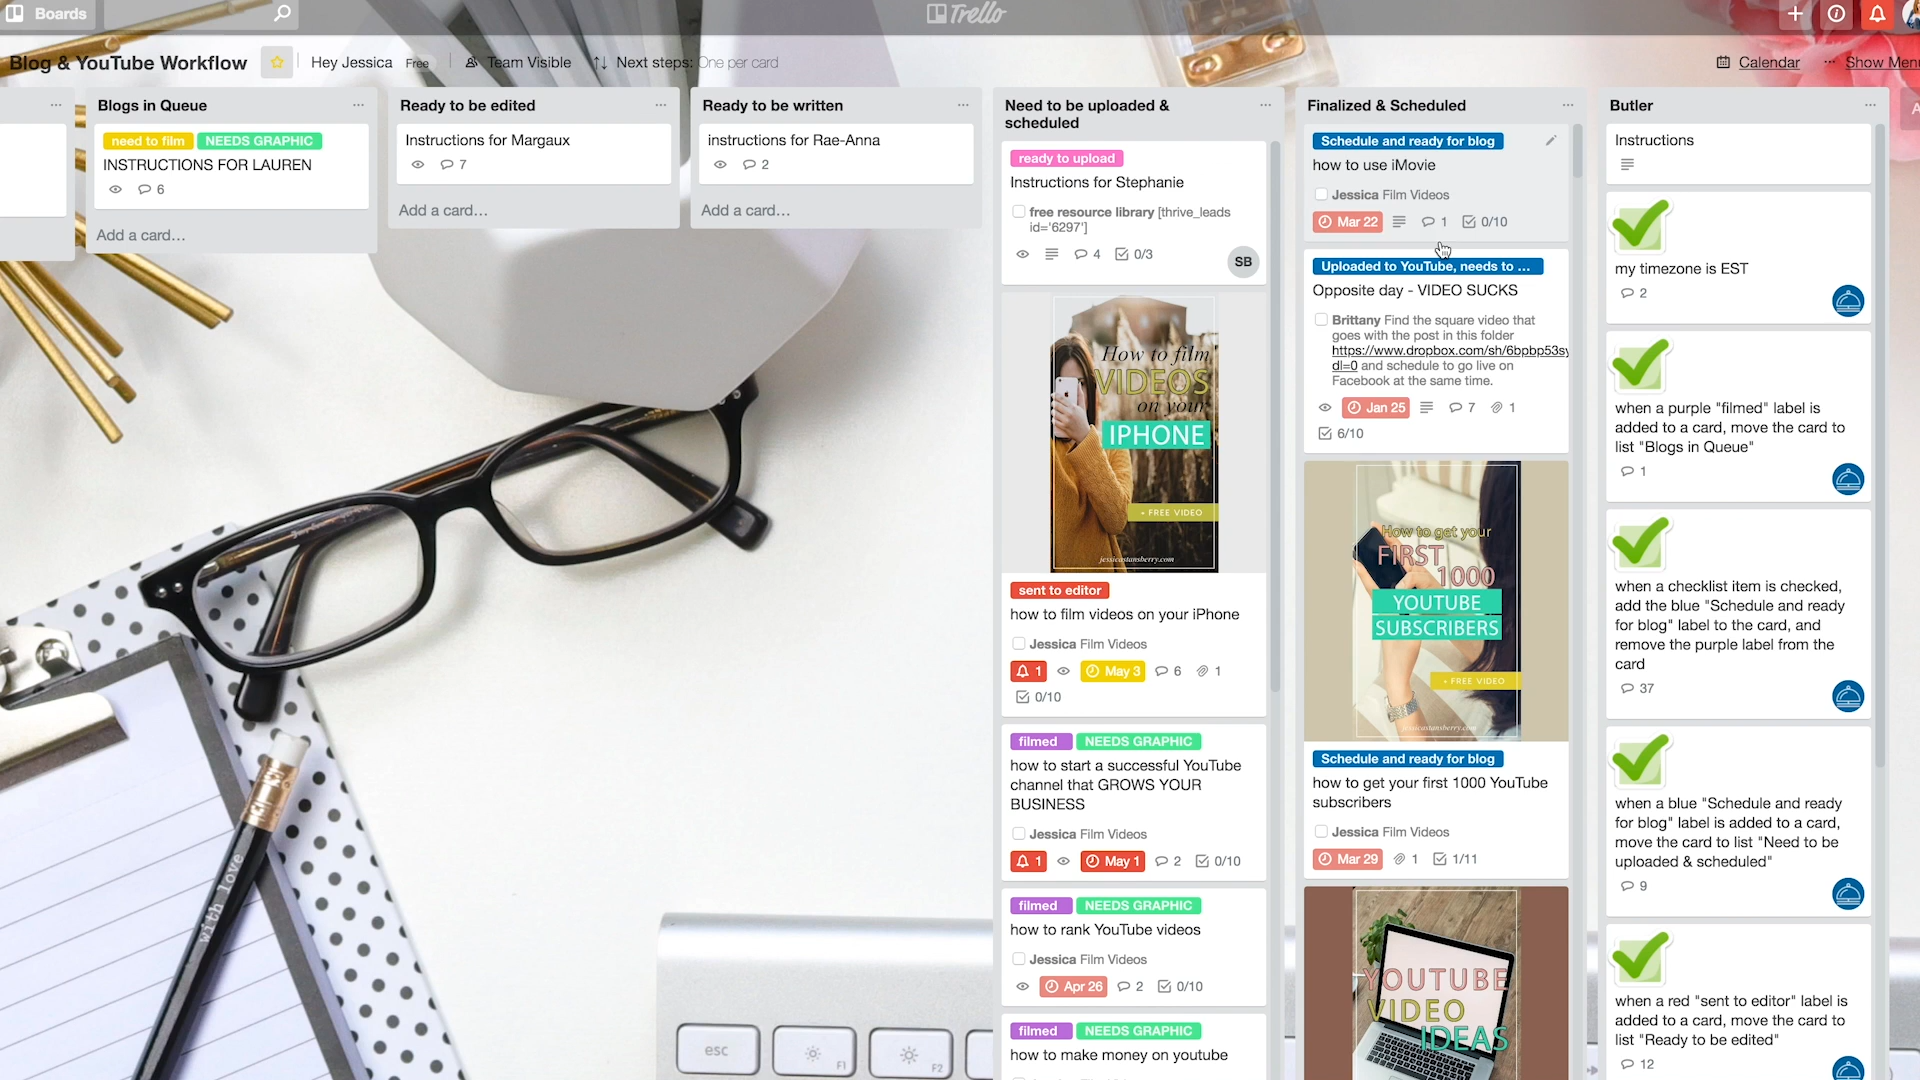 Boards
Trello
Blog & YouTube Workflow
Hey Jessica
Free
Team Visible
Next steps: One per card
Calendar
Show Menu
Blogs in Queue
need to film
NEEDS GRAPHIC
INSTRUCTIONS FOR LAUREN
6
Add a card…
Ready to be edited
Instructions for Margaux
7
Add a card…
Ready to be written
instructions for Rae-Anna
2
Add a card…
Need to be uploaded &
scheduled
ready to upload
Instructions for Stephanie
free resource library [thrive_leads
id='6297']
4
0/3
SB
How to film
VIDEOS
on your
IPHONE
+ FREE VIDEO
jessicastansberry.com
sent to editor
how to film videos on your iPhone
Jessica Film Videos
1
May 3
6
1
0/10
filmed
NEEDS GRAPHIC
how to start a successful YouTube
channel that GROWS YOUR
BUSINESS
Jessica Film Videos
1
May 1
2
0/10
filmed
NEEDS GRAPHIC
how to rank YouTube videos
Jessica Film Videos
Apr 26
2
0/10
filmed
NEEDS GRAPHIC
how to make money on youtube
Finalized & Scheduled
Schedule and ready for blog
how to use iMovie
Jessica Film Videos
Mar 22
1
0/10
Uploaded to YouTube, needs to ...
Opposite day - VIDEO SUCKS
Brittany Find the square video that
goes with the post in this folder
https://www.dropbox.com/sh/6bpbp53sy
dl=0 and schedule to go live on
Facebook at the same time.
Jan 25
7
1
6/10
How to get your
FIRST
1000
YOUTUBE
SUBSCRIBERS
+ FREE VIDEO
jessicastansberry.com
Schedule and ready for blog
how to get your first 1000 YouTube
subscribers
Jessica Film Videos
Mar 29
1
1/11
YOUTUBE
VIDEO
IDEAS
Butler
Instructions
my timezone is EST
2
when a purple "filmed" label is
added to a card, move the card to
list "Blogs in Queue"
1
when a checklist item is checked,
add the blue "Schedule and ready
for blog" label to the card, and
remove the purple label from the
card
37
when a blue "Schedule and ready
for blog" label is added to a card,
move the card to list "Need to be
uploaded & scheduled"
9
when a red "sent to editor" label is
added to a card, move the card to
list "Ready to be edited"
12
with love
esc
F1
F2